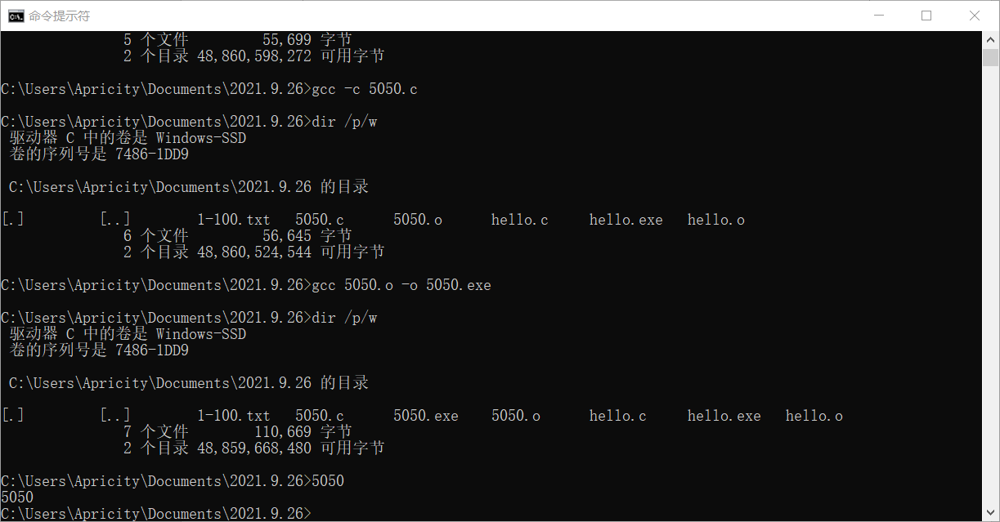 命令提示符
5 个文件 55,699 字节
2 个目录 48,860,598,272 可用字节
C:\Users\Apricity\Documents\2021.9.26>gcc -c 5050.c
C:\Users\Apricity\Documents\2021.9.26>dir /p/w
驱动器 C 中的卷是 Windows-SSD
卷的序列号是 7486-1DD9
C:\Users\Apricity\Documents\2021.9.26 的目录
[.] [..] 1-100.txt 5050.c 5050.o hello.c hello.exe hello.o
6 个文件 56,645 字节
2 个目录 48,860,524,544 可用字节
C:\Users\Apricity\Documents\2021.9.26>gcc 5050.o -o 5050.exe
C:\Users\Apricity\Documents\2021.9.26>dir /p/w
驱动器 C 中的卷是 Windows-SSD
卷的序列号是 7486-1DD9
C:\Users\Apricity\Documents\2021.9.26 的目录
[.] [..] 1-100.txt 5050.c 5050.exe 5050.o hello.c hello.exe hello.o
7 个文件 110,669 字节
2 个目录 48,859,668,480 可用字节
C:\Users\Apricity\Documents\2021.9.26>5050
5050
C:\Users\Apricity\Documents\2021.9.26>